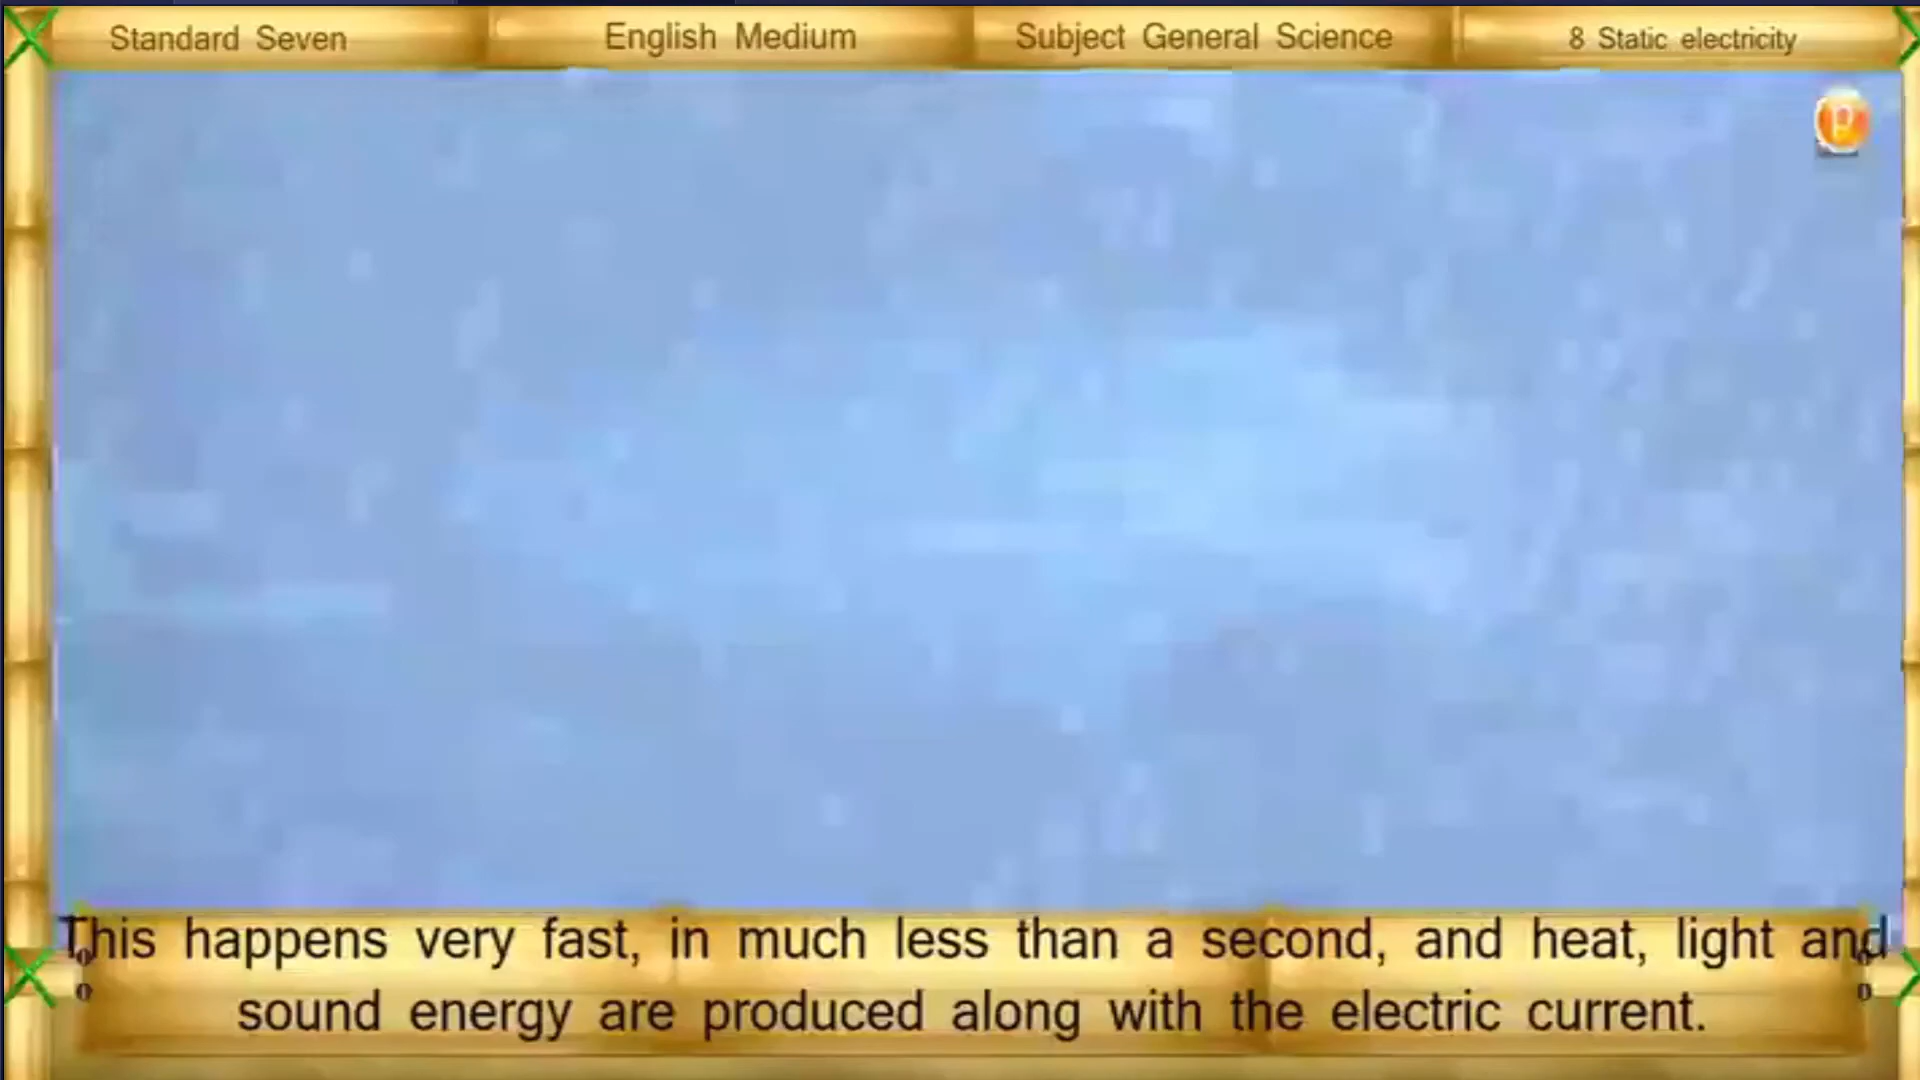 Standard Seven
English Medium
Subject General Science
8 Static electricity
This happens very fast, in much less than a second, and heat, light and
sound energy are produced along with the electric current.